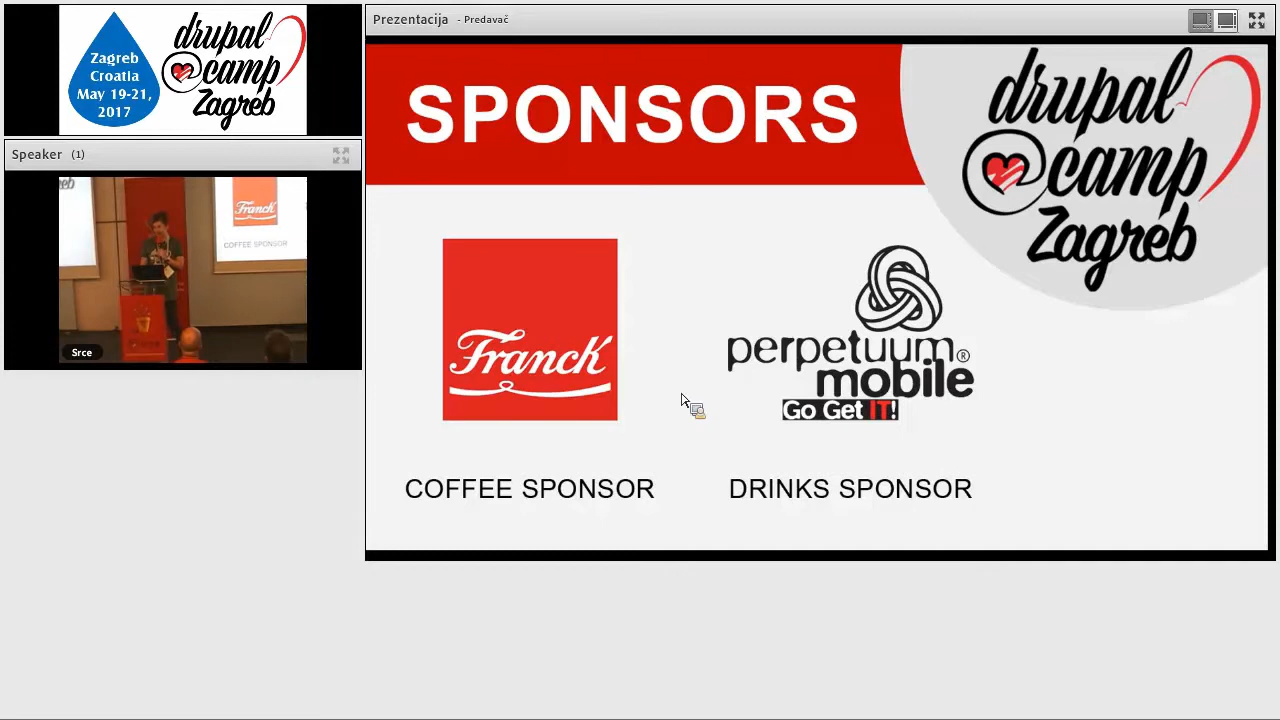 Zagreb
Croatia
May 19-21,
2017
drupal
@camp
Zagreb
Speaker (1)
Franck
COFFEE SPONSOR
Srce
Prezentacija - Predavač
SPONSORS
drupal
@camp
Zagreb
Franck
perpetuum®
mobile
Go Get IT!
COFFEE SPONSOR
DRINKS SPONSOR